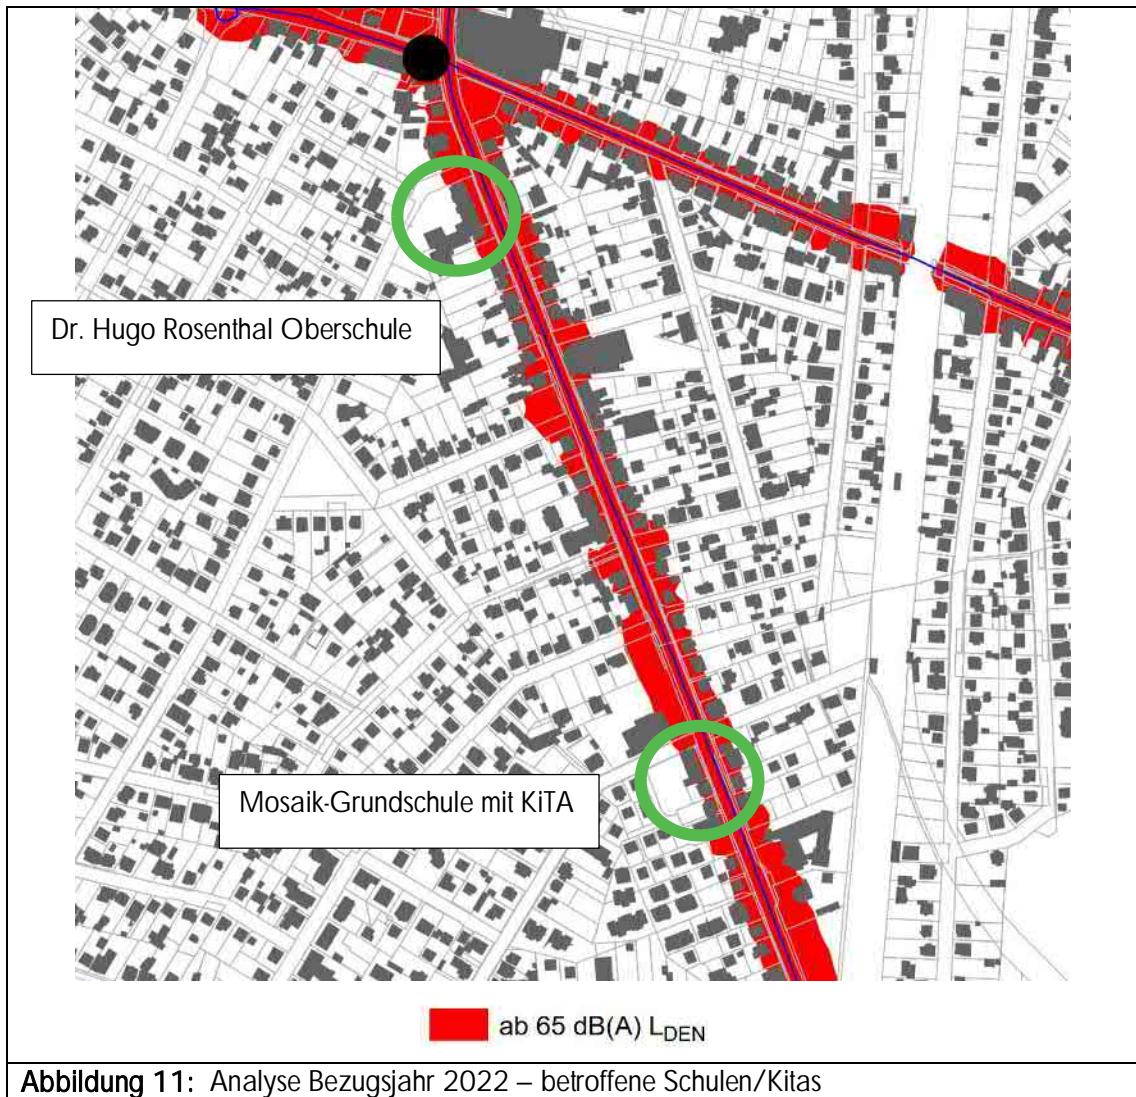 Dr. Hugo Rosenthal Oberschule
Mosaik-Grundschule mit KiTA
ab 65 dB(A) LDEN
Abbildung 11: Analyse Bezugsjahr 2022 – betroffene Schulen/Kitas